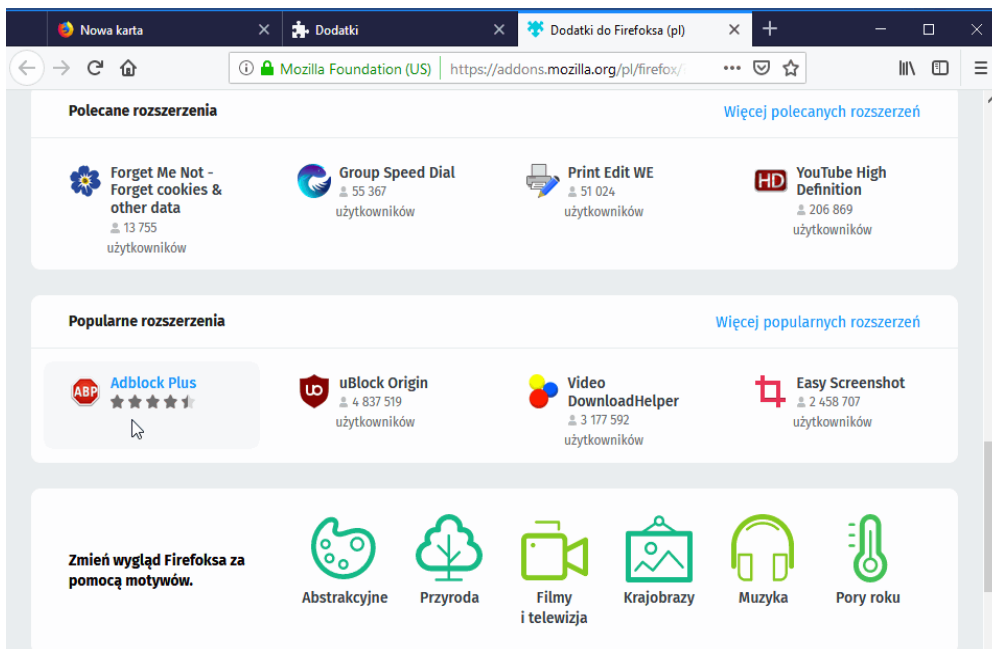 Nowa karta
Dodatki
Dodatki do Firefoksa (pl)
Mozilla Foundation (US)
https://addons.mozilla.org/pl/firefox/
Polecane rozszerzenia
Więcej polecanych rozszerzeń
Forget Me Not -
Forget cookies &
other data
13 755
użytkowników
Group Speed Dial
55 367
użytkowników
Print Edit WE
51 024
użytkowników
HD
YouTube High
Definition
206 869
użytkowników
Popularne rozszerzenia
Więcej popularnych rozszerzeń
ABP
Adblock Plus
uBlock Origin
4 837 519
użytkowników
Video
DownloadHelper
3 177 592
użytkowników
Easy Screenshot
2 458 707
użytkowników
Zmień wygląd Firefoksa za
pomocą motywów.
Abstrakcyjne
Przyroda
Filmy
i telewizja
Krajobrazy
Muzyka
Pory roku